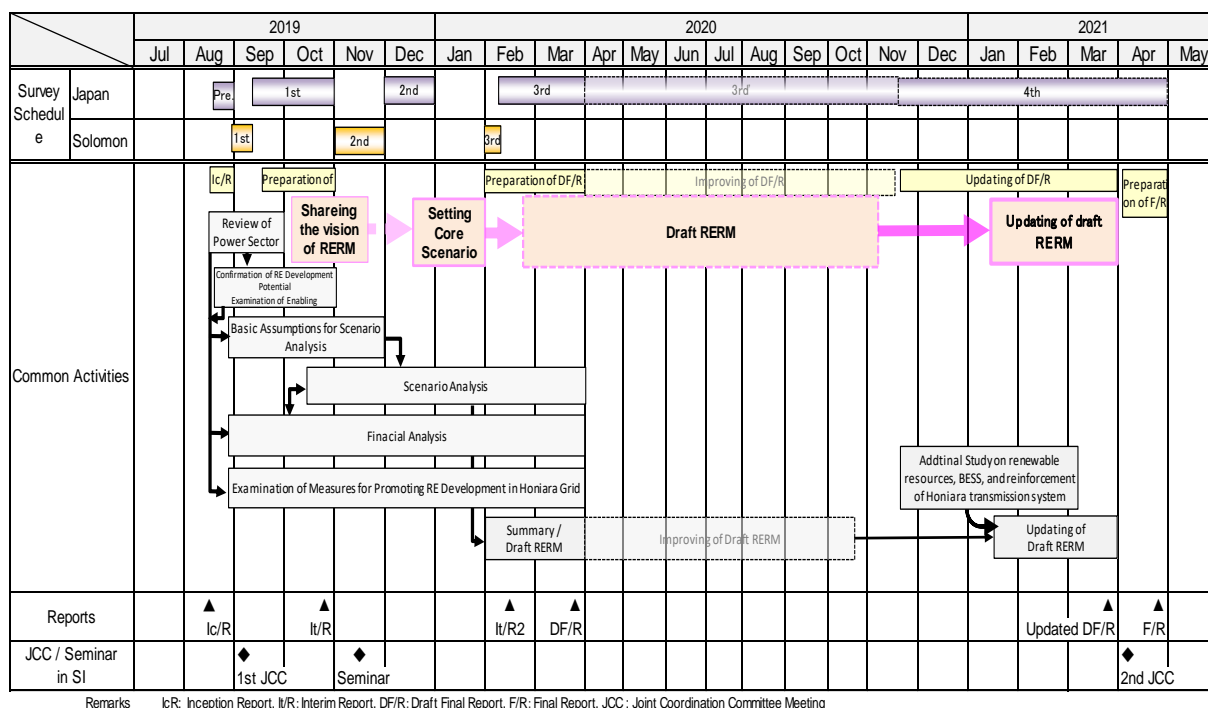 2019 2020 2021
Jul Aug Sep Oct Nov Dec Jan Feb Mar Apr May Jun Jul Aug Sep Oct Nov Dec Jan Feb Mar Apr May
Survey
Schedul
e
Japan
Pre. 1st 2nd 3rd 3rd 4th
Solomon
1st 2nd 3rd
Common Activities
Ic/R
Preparation of
Preparation of DF/R
Improving of DF/R
Updating of DF/R
Preparati
on of F/R
Review of
Power Sector
Shareing
the vision
of RERM
Setting
Core
Scenario
Draft RERM
Updating of draft
RERM
Confirmation of RE Development
Potential
Examination of Enabling
Basic Assumptions for Scenario
Analysis
Scenario Analysis
Finacial Analysis
Examination of Measures for Promoting RE Development in Honiara Grid
Addtinal Study on renewable
resources, BESS, and reinforcement
of Honiara transmission system
Summary /
Draft RERM
Improving of Draft RERM
Updating of
Draft RERM
Reports
Ic/R It/R It/R2 DF/R Updated DF/R F/R
JCC / Seminar
in SI
1st JCC Seminar 2nd JCC
Remarks IcR: Inception Report, It/R: Interim Report, DF/R: Draft Final Report, F/R: Final Report, JCC : Joint Coordination Committee Meeting